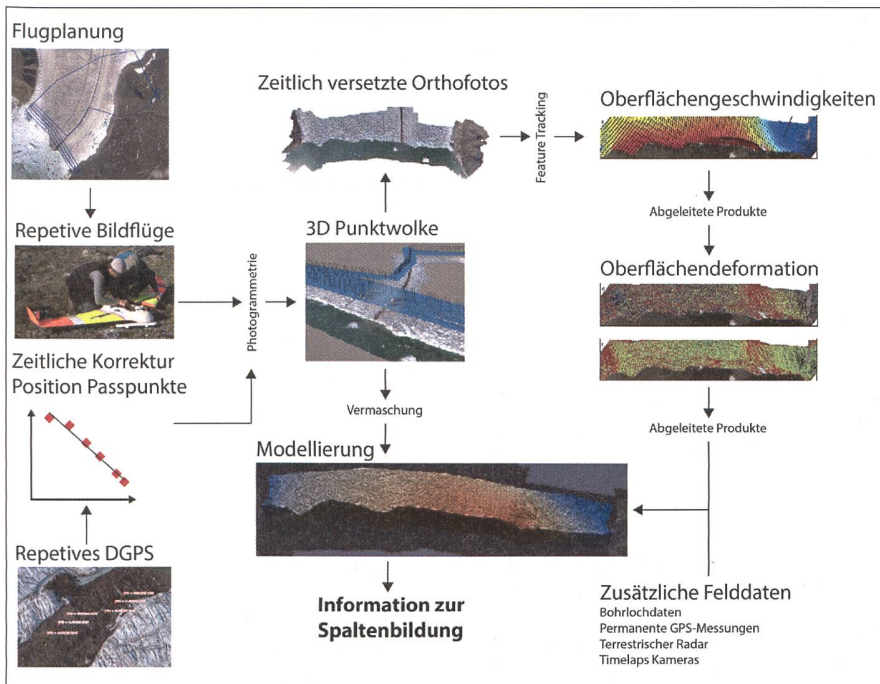 Flugplanung
Repetive Bildflüge
Zeitliche Korrektur
Position Passpunkte
Repetives DGPS
Photogrammetrie
Zeitlich versetzte Orthofotos
3D Punktwolke
Vermaschung
Modellierung
Information zur
Spaltenbildung
Feature Tracking
Oberflächengeschwindigkeiten
Abgeleitete Produkte
Oberflächendeformation
Abgeleitete Produkte
Zusätzliche Felddaten
Bohrlochdaten
Permanente GPS-Messungen
Terrestrischer Radar
Timelaps Kameras